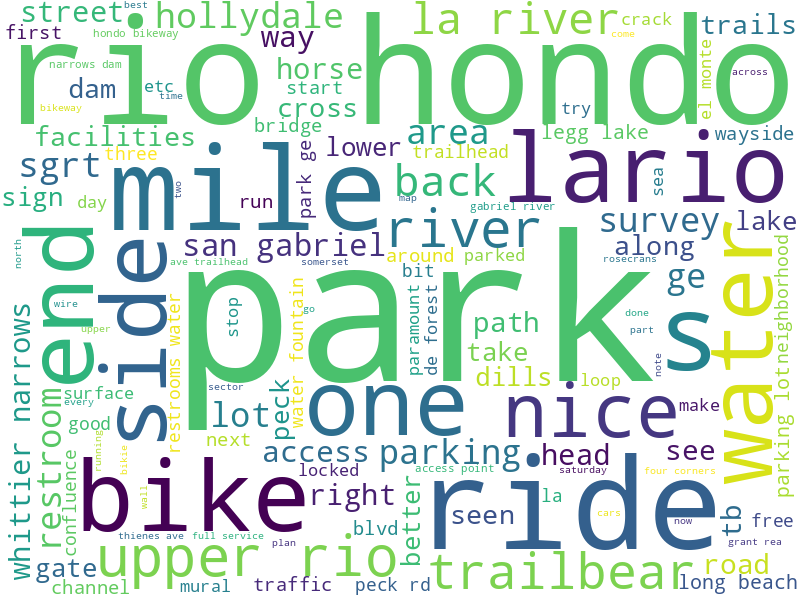 best
street hollydale la river crack trails
first hondo bikeway way come
rio hondo
narrows dam horse across
dam etc start el monte
time
bikeway cross try
bridge area legg lake wayside
facilities
three mile lower trailhead lario
sgrt park ge back sea
sign day two run map gabriel river survey lake
river
san gabriel around parked along
north end side ave trailhead somerset bit rosecrans
wire parks ge
upper stop water fountain go paramount de forest path done part water neighborhood
whittier narrows restrooms water take note
surface sector dills loop
every restroom lot peck one nice make
good next
confluence running access parking head see parking lot
bikie locked access point saturday four corners
bike right ride la
wall seen cars now tb free
thienes ave full service blvd better
plan grant rea
gate upper rio trailbear road
channel mural traffic peck rd long beach